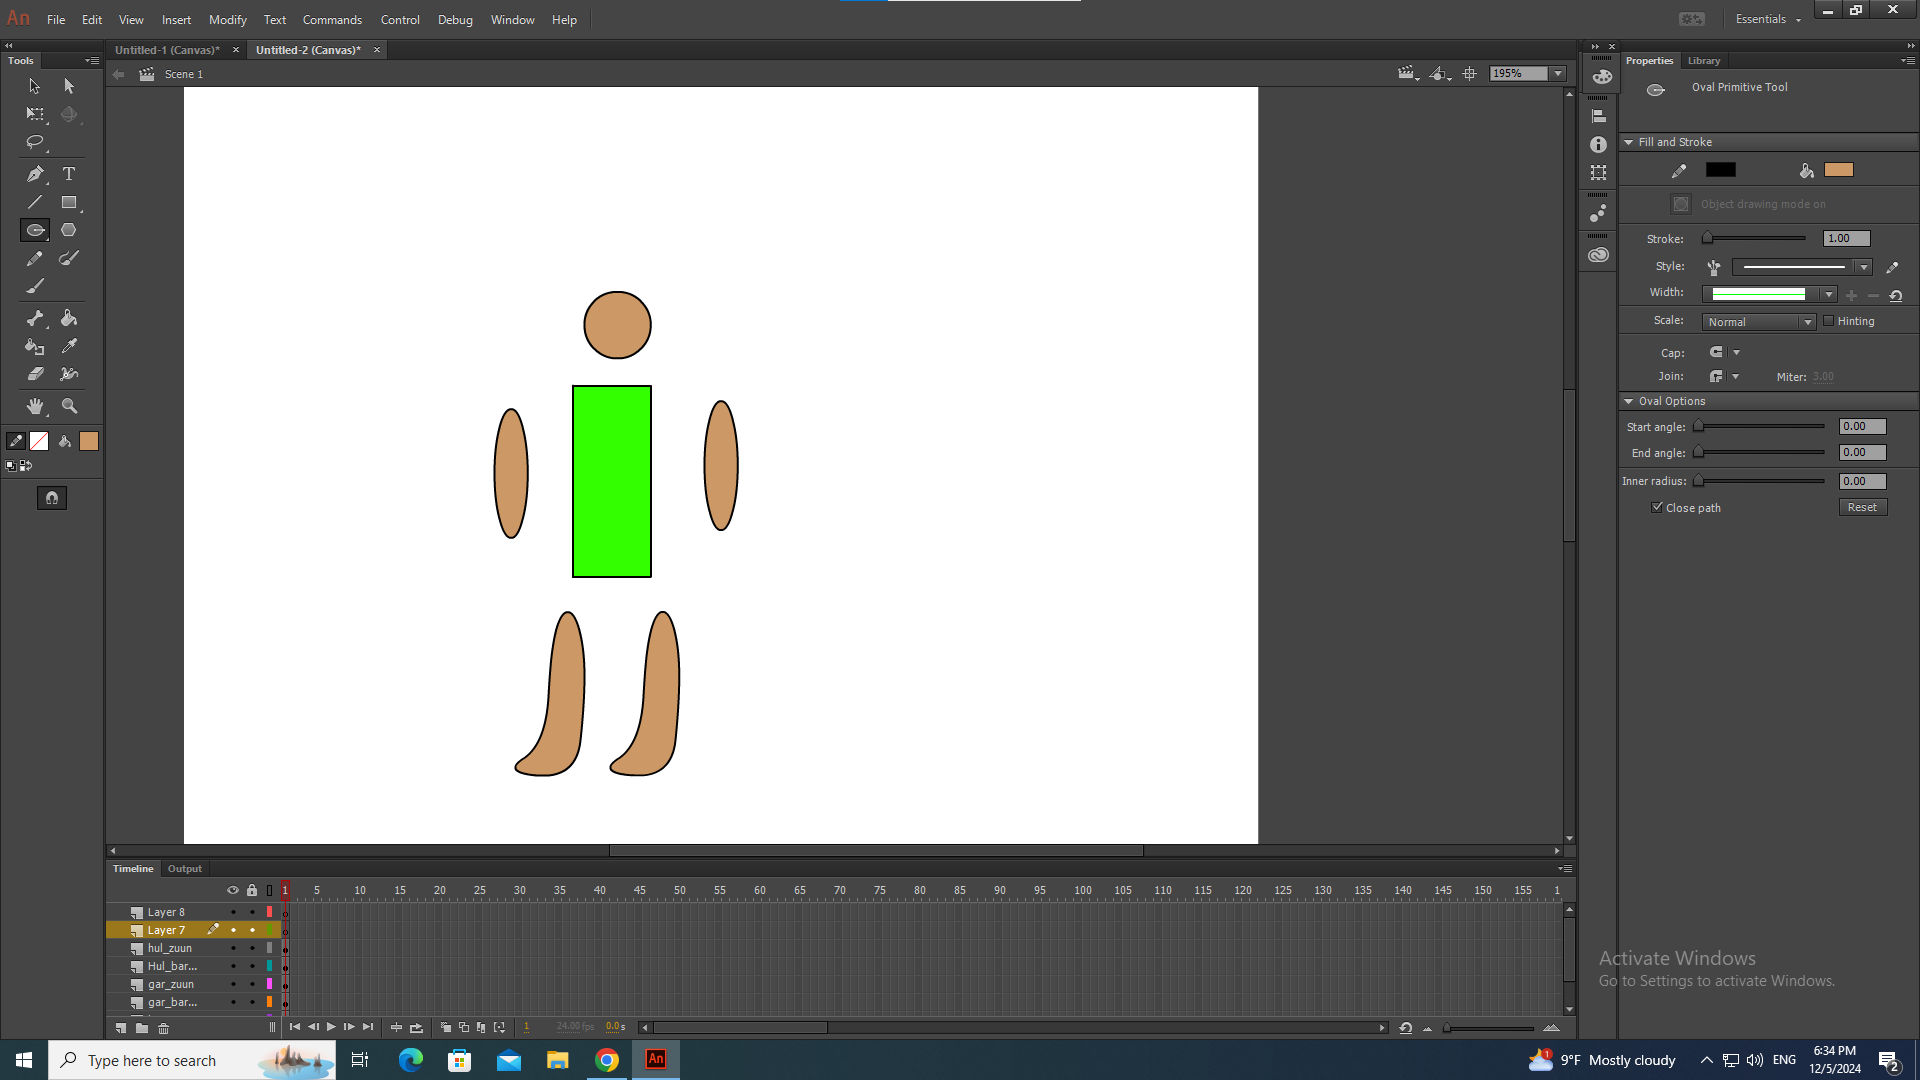 An File Edit View Insert Modify Text Commands Control Debug Window Help Essentials
Untitled-1 (Canvas)* × Untitled-2 (Canvas)* ×
Tools
Scene 1
195%
Properties Library
Oval Primitive Tool
Fill and Stroke
Object drawing mode on
Stroke: 1.00
Style:
Width:
Scale: Normal Hinting
Cap:
Join: Miter: 3.00
Oval Options
Start angle: 0.00
End angle: 0.00
Inner radius: 0.00
Close path Reset
T
Timeline Output
1 5 10 15 20 25 30 35 40 45 50 55 60 65 70 75 80 85 90 95 100 105 110 115 120 125 130 135 140 145 150 155 1
Layer 8
Layer 7
hul_zuun
Hul_bar...
gar_zuun
gar_bar...
1 24.00 fps 0.0 s
Activate Windows
Go to Settings to activate Windows.
Type here to search
An
1
9°F Mostly cloudy
ENG
6:34 PM
12/5/2024
2